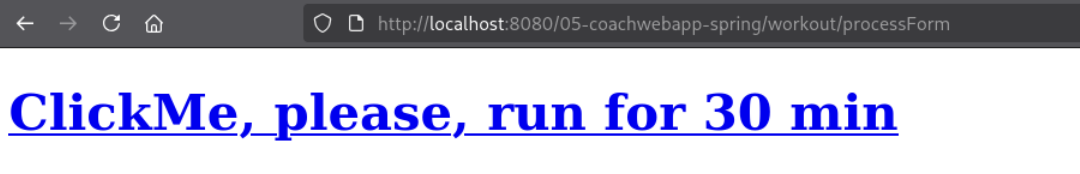 http://localhost:8080/05-coachwebapp-spring/workout/processForm
ClickMe, please, run for 30 min